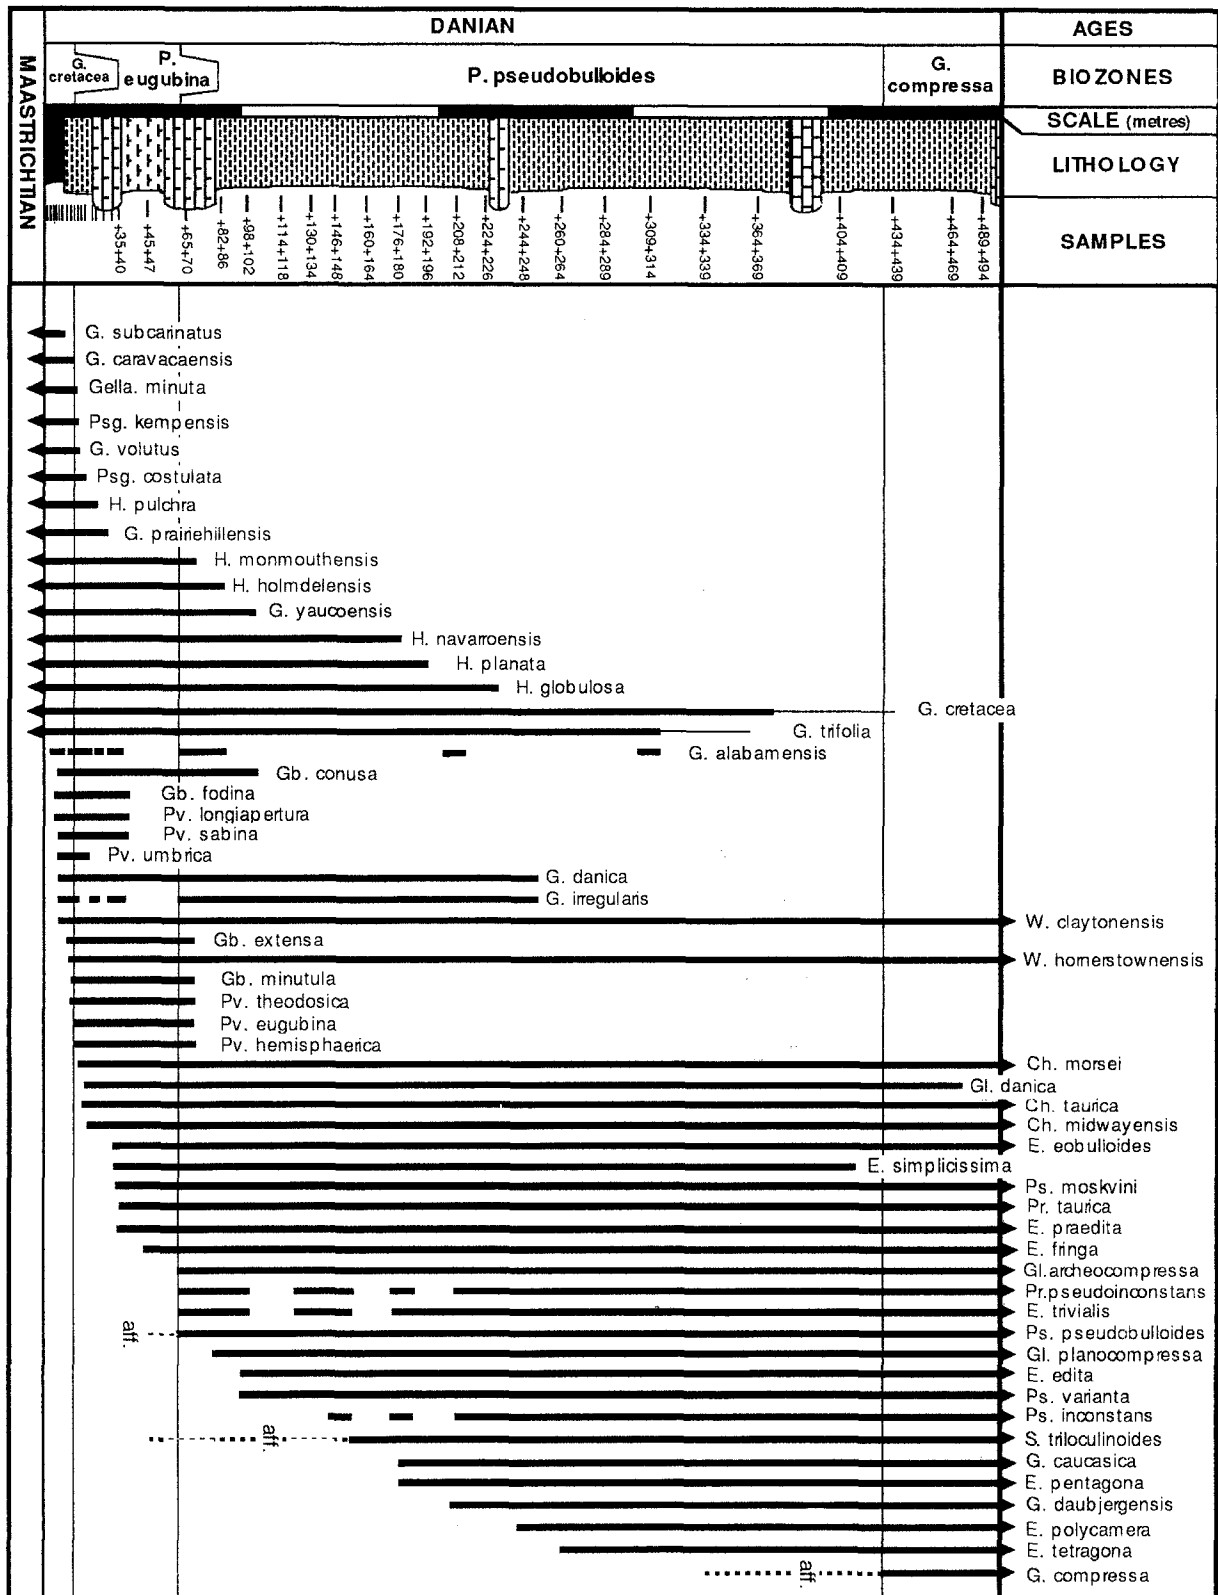 DANIAN
AGES
MAASTRICHTIAN
G. cretacea
P. eugubina
P. pseudobulloides
G. compressa
BIOZONES
SCALE (metres)
LITHOLOGY
SAMPLES
+35+40
+45+47
+65+70
+82+86
+98+102
+114+118
+130+134
+146+148
+160+164
+176+180
+192+196
+208+212
+224+226
+244+248
+260+264
+284+289
+309+314
+334+339
+364+369
+404+409
+434+439
+464+469
+489+494
G. subcarinatus
G. caravacaensis
Gella. minuta
Psg. kempensis
G. volutus
Psg. costulata
H. pulchra
G. prairiehillensis
H. monmouthensis
H. holmdelensis
G. yaucoensis
H. navarroensis
H. planata
H. globulosa
G. cretacea
G. trifolia
G. alabamensis
Gb. conusa
Gb. fodina
Pv. longiapertura
Pv. sabina
Pv. umbrica
G. danica
G. irregularis
W. claytonensis
Gb. extensa
W. homerstownensis
Gb. minutula
Pv. theodosica
Pv. eugubina
Pv. hemisphaerica
Ch. morsei
Gl. danica
Ch. taurica
Ch. midwayensis
E. eobulloides
E. simplicissima
Ps. moskvini
Pr. taurica
E. praedita
E. fringa
Gl.archeocompressa
Pr.pseudoinconstans
E. trivialis
aff.
Ps. pseudobulloides
Gl. planocompressa
E. edita
Ps. varianta
Ps. inconstans
aff.
S. triloculinoides
G. caucasica
E. pentagona
G. daubjergensis
E. polycamera
E. tetragona
aff.
G. compressa